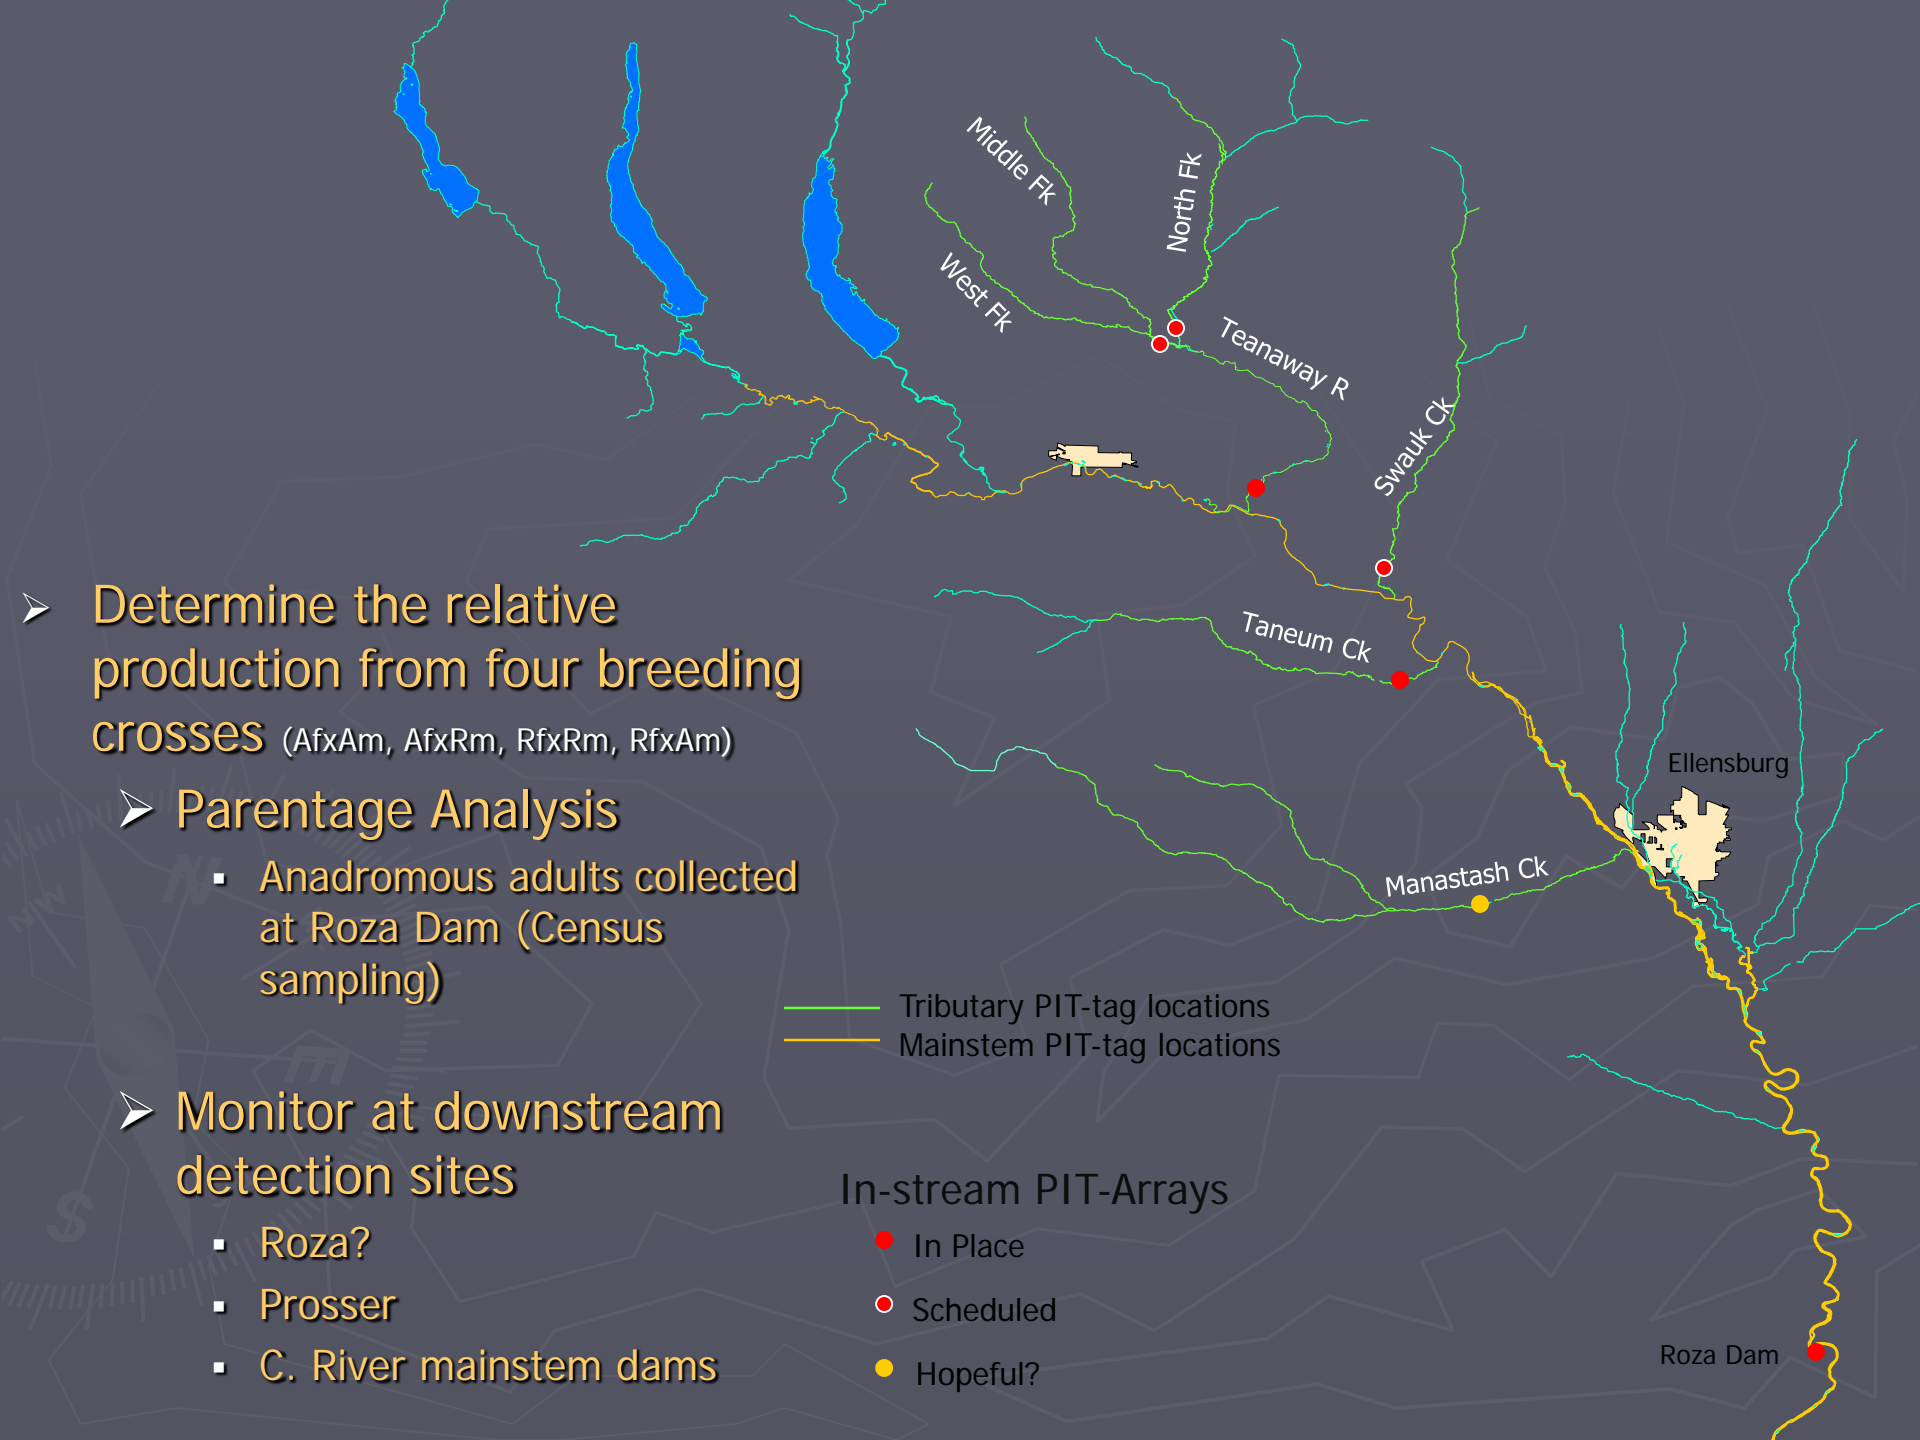 Middle Fk
North Fk
West Fk
Teanaway R
Swauk Ck
Determine the relative
production from four breeding
crosses (AfxAm, AfxRm, RfxRm, RfxAm)
Parentage Analysis
Anadromous adults collected
at Roza Dam (Census
sampling)
Monitor at downstream
detection sites
Roza?
Prosser
C. River mainstem dams
Taneum Ck
Ellensburg
Manastash Ck
Tributary PIT-tag locations
Mainstem PIT-tag locations
In-stream PIT-Arrays
In Place
Scheduled
Hopeful?
Roza Dam
NW
N
E
S